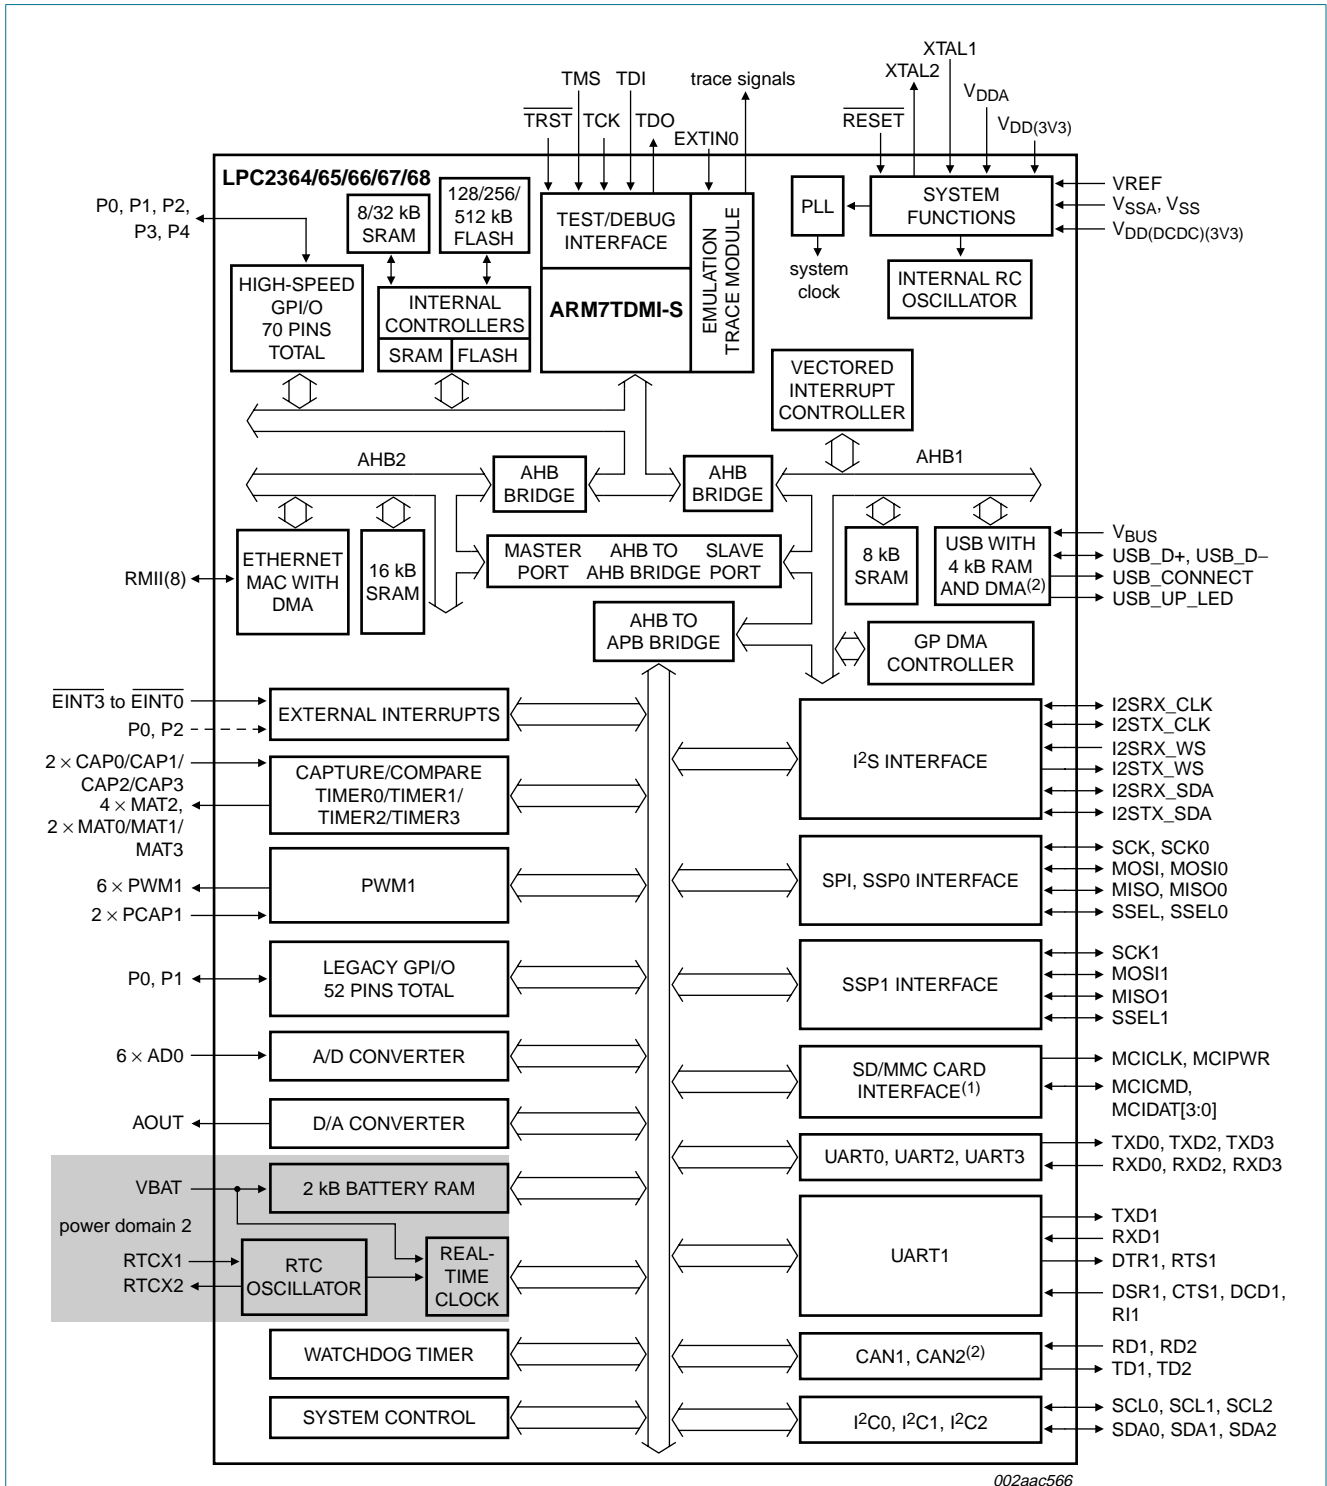 XTAL1
XTAL2
TMS TDI
trace signals
VDDA
TRST TCK TDO
EXTIN0
RESET
VDD(3V3)
LPC2364/65/66/67/68
P0, P1, P2,
P3, P4
8/32 kB
SRAM
128/256/
512 kB
FLASH
TEST/DEBUG
INTERFACE
EMULATION
TRACE MODULE
PLL
SYSTEM
FUNCTIONS
VREF
VSSA, VSS
VDD(DCDC)(3V3)
system
clock
HIGH-SPEED
GPI/O
70 PINS
TOTAL
INTERNAL
CONTROLLERS
SRAM FLASH
ARM7TDMI-S
INTERNAL RC
OSCILLATOR
VECTORED
INTERRUPT
CONTROLLER
AHB2
AHB
BRIDGE
AHB
BRIDGE
AHB1
RMII(8)
ETHERNET
MAC WITH
DMA
16 kB
SRAM
MASTER
PORT
AHB TO
AHB BRIDGE
SLAVE
PORT
8 kB
SRAM
USB WITH
4 kB RAM
AND DMA(2)
VBUS
USB_D+, USB_D−
USB_CONNECT
USB_UP_LED
AHB TO
APB BRIDGE
GP DMA
CONTROLLER
EINT3 to EINT0
P0, P2
EXTERNAL INTERRUPTS
2 × CAP0/CAP1/
CAP2/CAP3
4 × MAT2,
2 × MAT0/MAT1/
MAT3
CAPTURE/COMPARE
TIMER0/TIMER1/
TIMER2/TIMER3
6 × PWM1
2 × PCAP1
PWM1
P0, P1
LEGACY GPI/O
52 PINS TOTAL
6 × AD0
A/D CONVERTER
AOUT
D/A CONVERTER
VBAT
2 kB BATTERY RAM
power domain 2
RTCX1
RTCX2
RTC
OSCILLATOR
REAL-
TIME
CLOCK
WATCHDOG TIMER
SYSTEM CONTROL
I2S INTERFACE
I2SRX_CLK
I2STX_CLK
I2SRX_WS
I2STX_WS
I2SRX_SDA
I2STX_SDA
SPI, SSP0 INTERFACE
SCK, SCK0
MOSI, MOSI0
MISO, MISO0
SSEL, SSEL0
SSP1 INTERFACE
SCK1
MOSI1
MISO1
SSEL1
SD/MMC CARD
INTERFACE(1)
MCICLK, MCIPWR
MCICMD,
MCIDAT[3:0]
UART0, UART2, UART3
TXD0, TXD2, TXD3
RXD0, RXD2, RXD3
UART1
TXD1
RXD1
DTR1, RTS1
DSR1, CTS1, DCD1,
RI1
CAN1, CAN2(2)
RD1, RD2
TD1, TD2
I2C0, I2C1, I2C2
SCL0, SCL1, SCL2
SDA0, SDA1, SDA2
002aac566